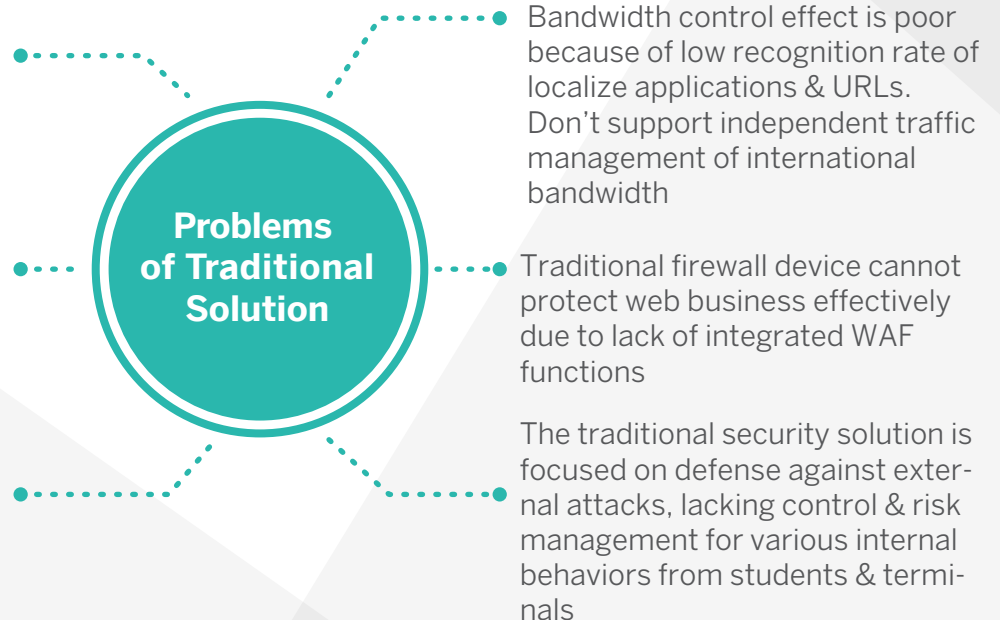 Problems
of Traditional
Solution
Bandwidth control effect is poor
because of low recognition rate of
localize applications & URLs.
Don't support independent traffic
management of international
bandwidth
Traditional firewall device cannot
protect web business effectively
due to lack of integrated WAF
functions
The traditional security solution is
focused on defense against exter-
nal attacks, lacking control & risk
management for various internal
behaviors from students & termi-
nals